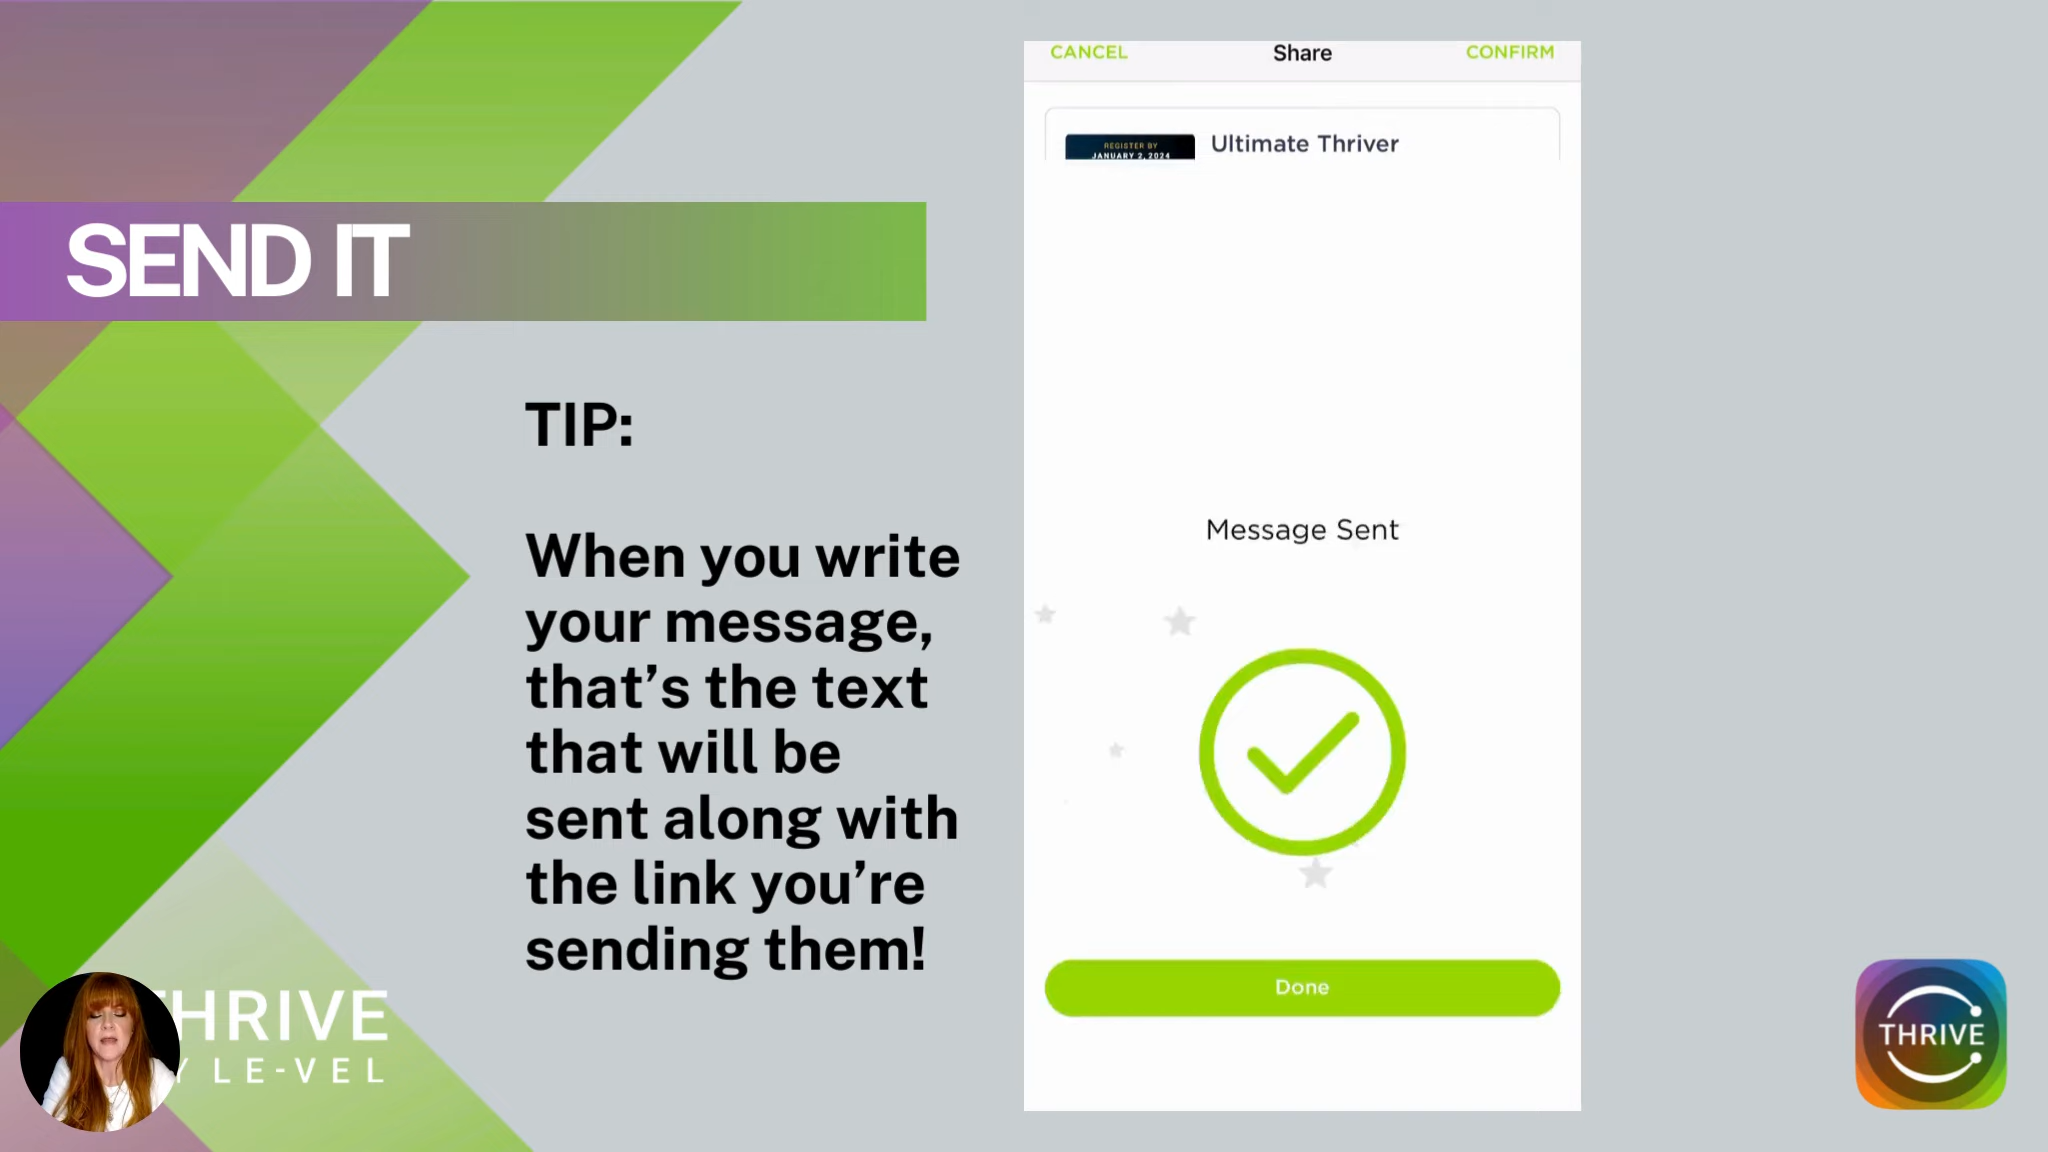 SEND IT
TIP:
When you write
your message,
that's the text
that will be
sent along with
the link you're
sending them!
CANCEL
Share
CONFIRM
REGISTER BY
JANUARY 2, 2024
Ultimate Thriver
Message Sent
Done
THRIVE
Y LE-VEL
THRIVE